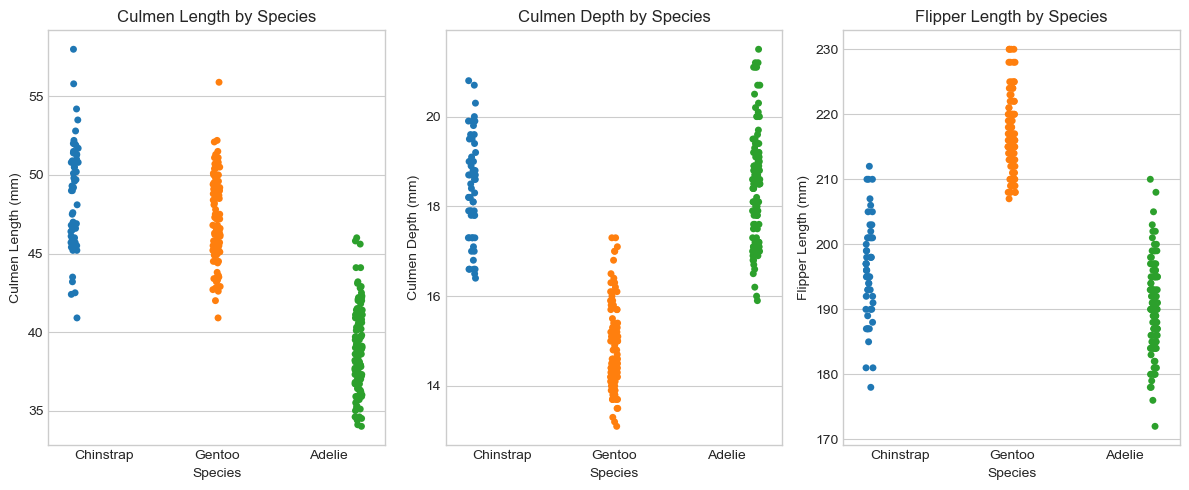 Culmen Length by Species
Culmen Length (mm)
55
50
45
40
35
Chinstrap Gentoo Adelie
Species
Culmen Depth by Species
Culmen Depth (mm)
20
18
16
14
Chinstrap Gentoo Adelie
Species
Flipper Length by Species
Flipper Length (mm)
230
220
210
200
190
180
170
Chinstrap Gentoo Adelie
Species